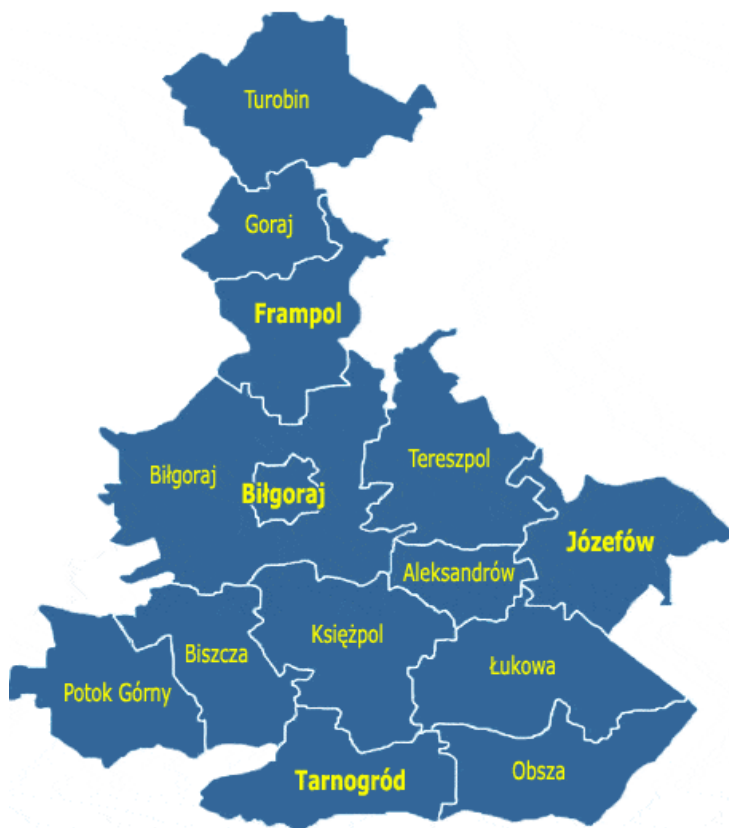 Turobin
Goraj
Frampol
Tereszpol
Biłgoraj
Biłgoraj
Józefów
Aleksandrów
Księżpol
Biszcza
Łukowa
Potok Górny
Obsza
Tarnogród